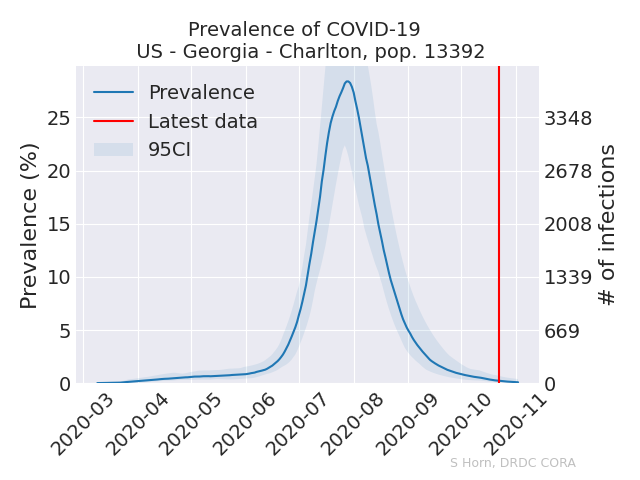 Prevalence of COVID-19
US - Georgia - Charlton, pop. 13392
Prevalence
Latest data
95CI
Prevalence (%)
25
20
15
10
5
0
3348
2678
2008
1339
669
0
# of infections
2020-03
2020-04
2020-05
2020-06
2020-07
2020-08
2020-09
2020-10
2020-11
S Horn, DRDC CORA